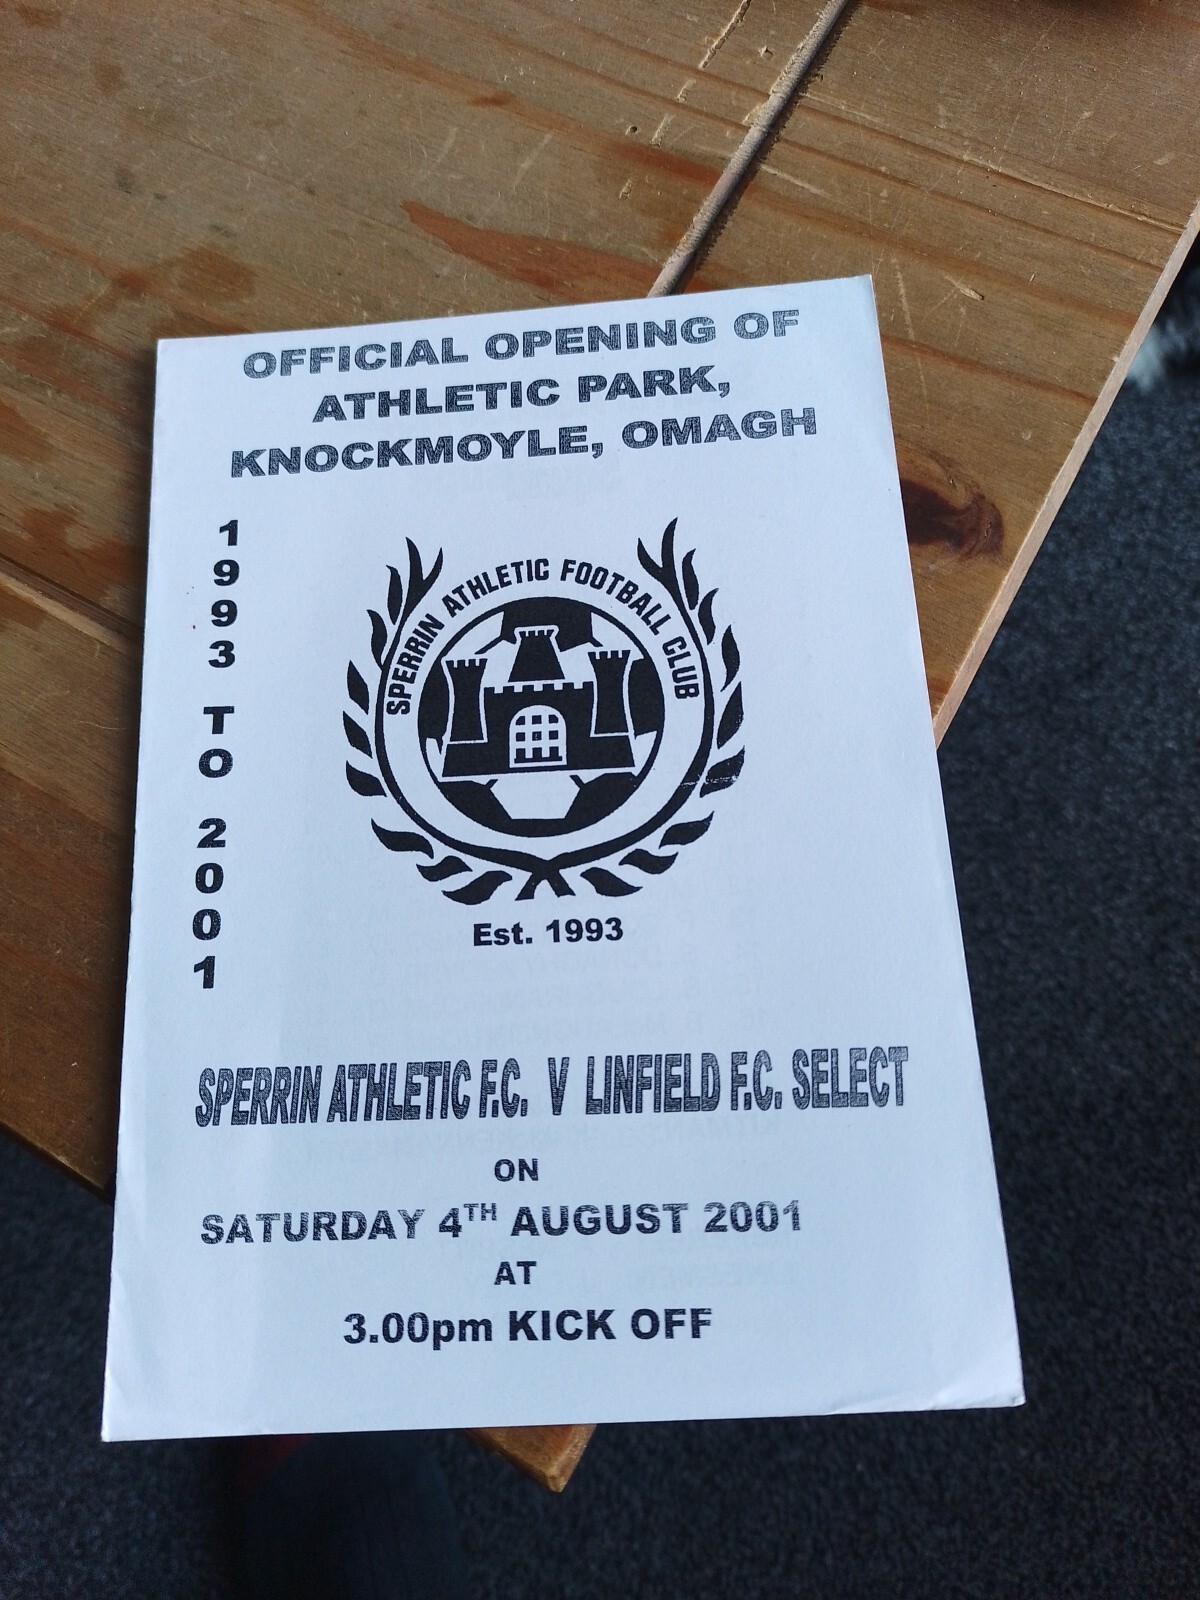 OFFICIAL OPENING OF
ATHLETIC PARK,
KNOCKMOYLE, OMAGH
1993 TO 2001
SPERRIN ATHLETIC FOOTBALL CLUB
Est. 1993
SPERRIN ATHLETIC F.C. V LINFIELD F.C. SELECT
ON
SATURDAY 4TH AUGUST 2001
AT
3.00pm KICK OFF